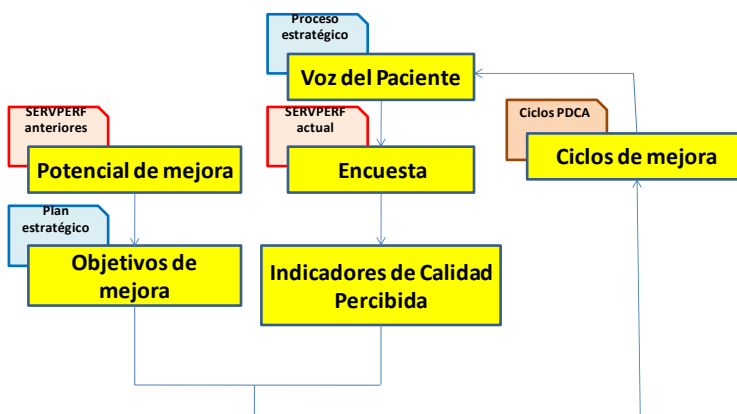 Proceso
estratégico
Voz del Paciente
SERVPERF
anteriores
SERVPERF
actual
Ciclos PDCA
Potencial de mejora
Encuesta
Ciclos de mejora
Plan
estratégico
Objetivos de
mejora
Indicadores de Calidad
Percibida